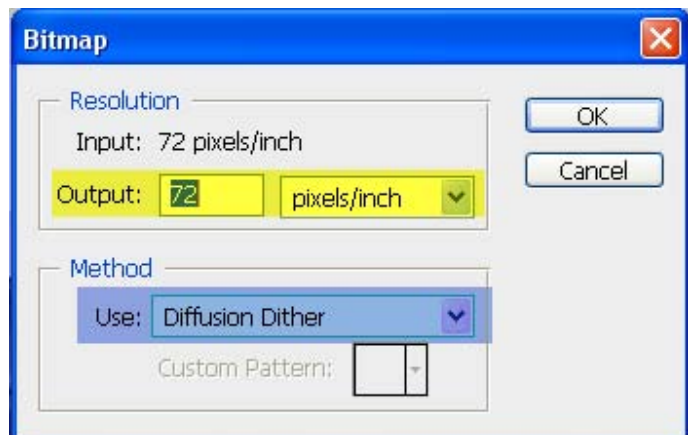 Bitmap
Resolution
Input: 72 pixels/inch
Output: 72 pixels/inch
OK
Cancel
Method
Use: Diffusion Dither
Custom Pattern: